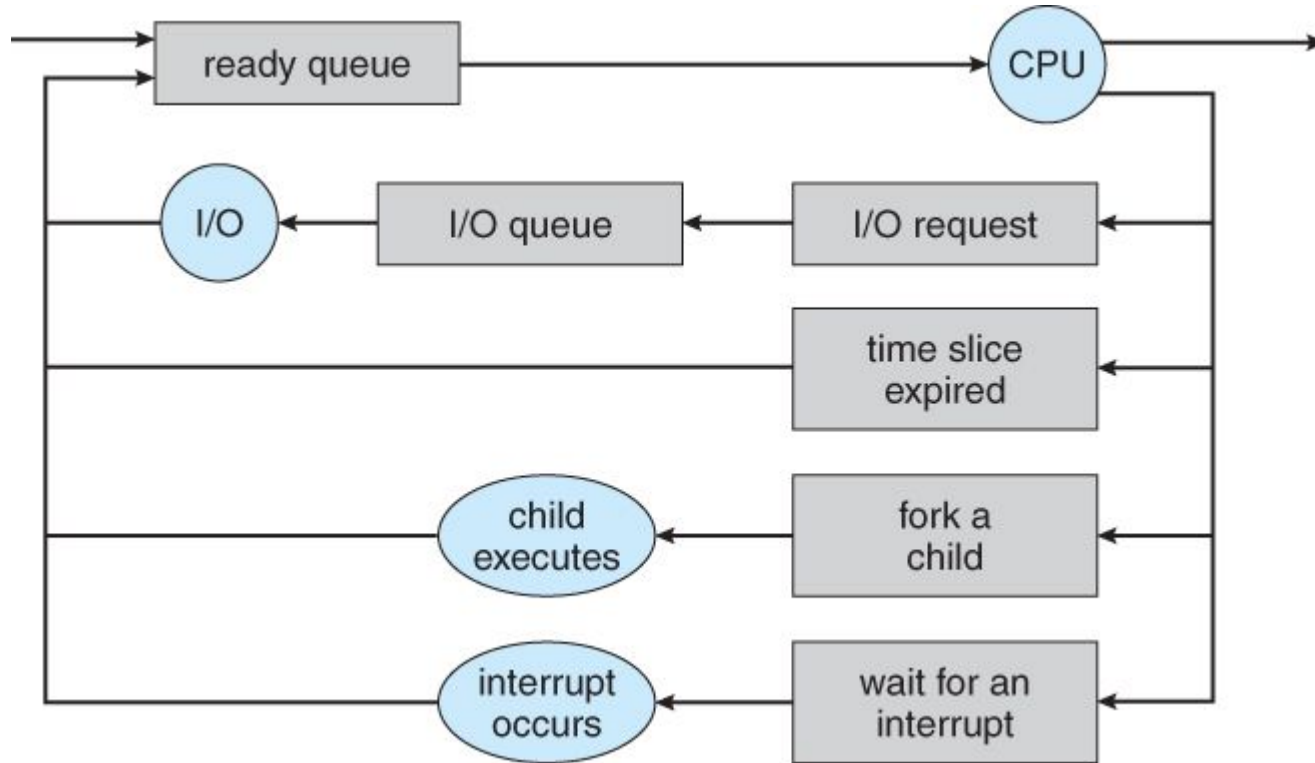 ready queue
CPU
I/O
I/O queue
I/O request
time slice
expired
child
executes
fork a
child
interrupt
occurs
wait for an
interrupt